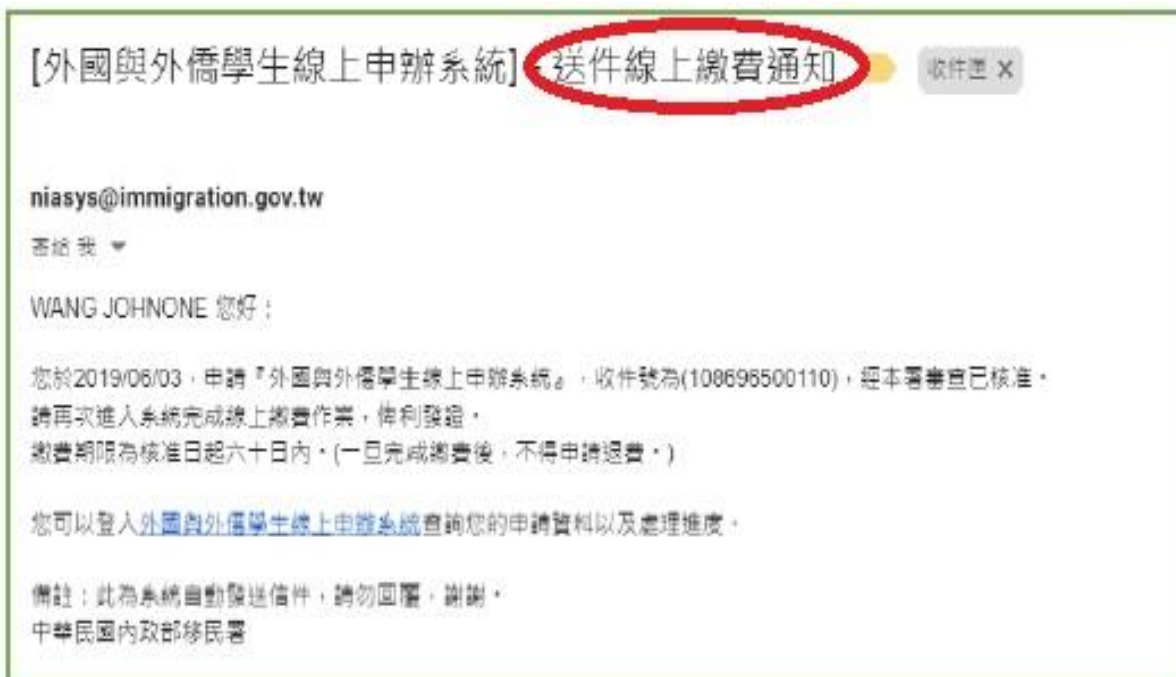 [外國與外僑學生線上申辦系統] - 送件線上繳費通知
收件匣 X
niasys@immigration.gov.tw
寄給 我
WANG JOHNONE 您好：
您於2019/06/03，申請『外國與外僑學生線上申辦系統』，收件號為(108696500110)，經本署審查已核准。
請再次進入系統完成線上繳費作業，俾利發證。
繳費期限為核准日起六十日內。(一旦完成繳費後，不得申請退費。)
您可以登入外國與外僑學生線上申辦系統查詢您的申請資料以及處理進度。
備註：此為系統自動發送信件，請勿回覆，謝謝。
中華民國內政部移民署